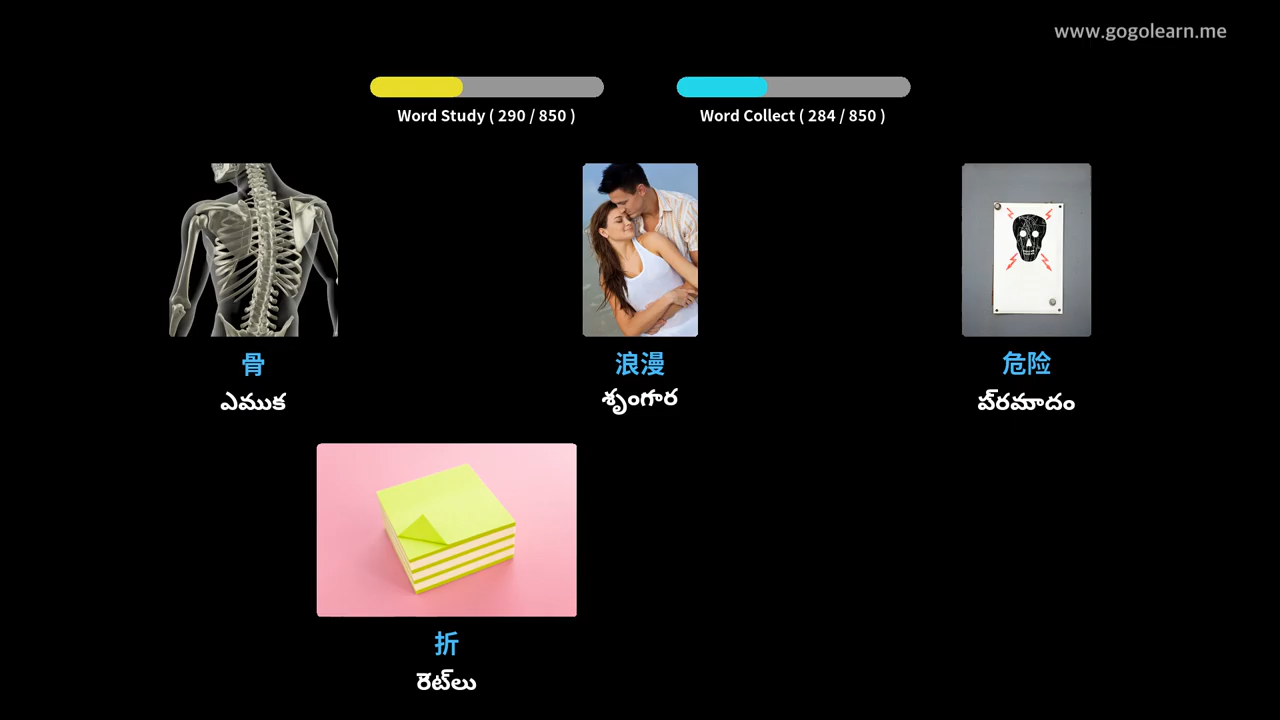 www.gogolearn.me
Word Study ( 290 / 850 )
Word Collect ( 284 / 850 )
骨
浪漫
危险
ఎముక
శృంగార
ప్రమాదం
折
రెట్లు